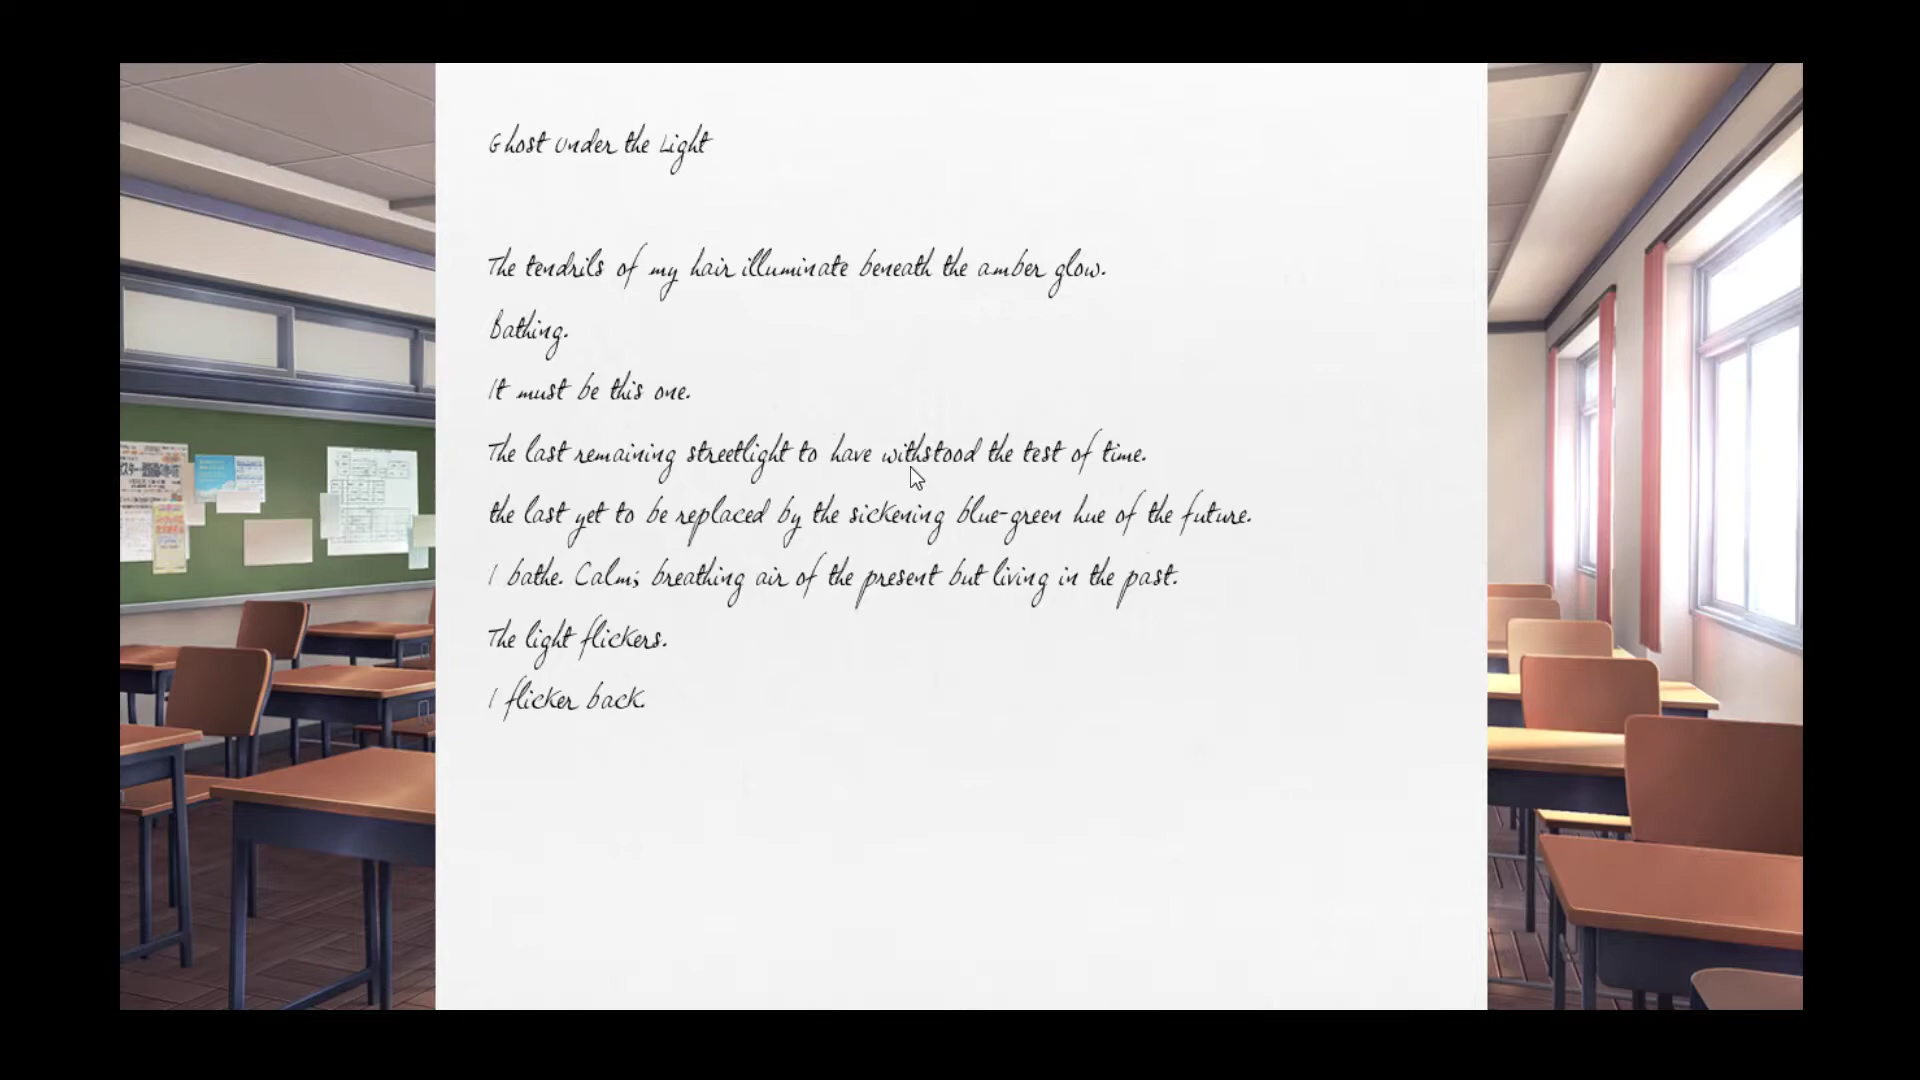 Ghost Under the Light
The tendrils of my hair illuminate beneath the amber glow.
Bathing.
It must be this one.
The last remaining streetlight to have withstood the test of time.
the last yet to be replaced by the sickening blue-green hue of the future.
I bathe. Calm; breathing air of the present but living in the past.
The light flickers.
I flicker back.